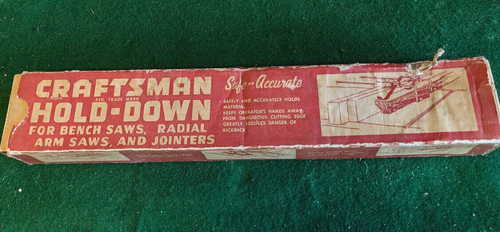 CRAFTSMAN
REG. TRADE MARK
HOLD-DOWN
FOR BENCH SAWS, RADIAL
ARM SAWS, AND JOINTERS
Safe - Accurate
SAFELY AND ACCURATELY HOLDS
MATERIAL
KEEPS OPERATOR'S HANDS AWAY
FROM DANGEROUS CUTTING EDGE
GREATLY REDUCES DANGER OF
KICKBACK